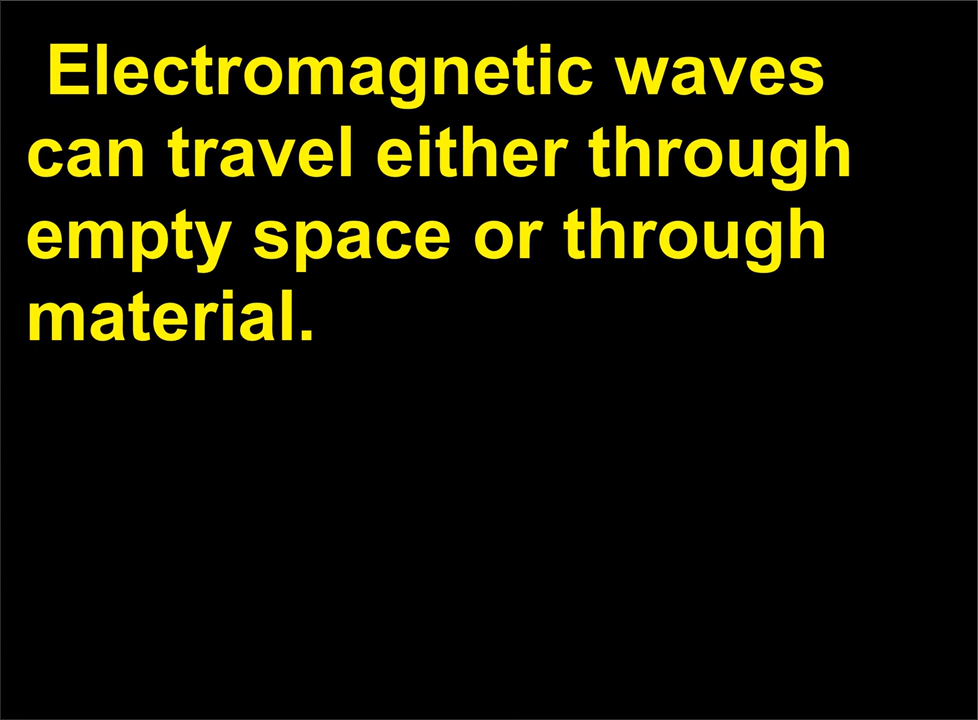 Electromagnetic waves
can travel either through
empty space or through
material.